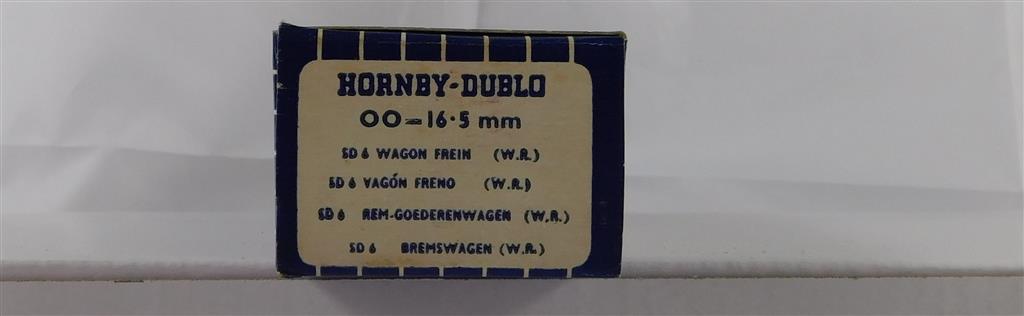 HORNBY-DUBLO
OO=16·5 mm
SD 6 WAGON FREIN (W.R.)
SD 6 VAGÓN FRENO (W.R.)
SD 6 REM-GOEDERENWAGEN (W.R.)
SD 6 BREMSWAGEN (W.R.)